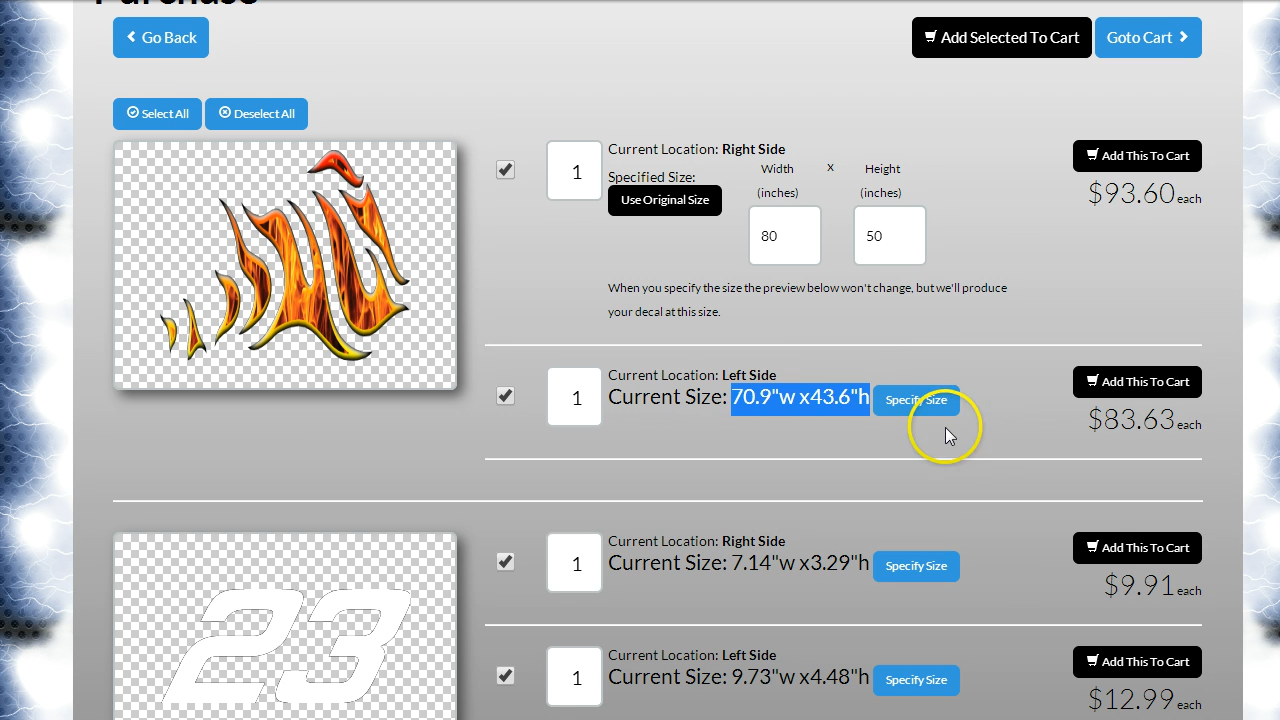 Purchase
Go Back
Add Selected To Cart
Goto Cart
Select All
Deselect All
1
Current Location: Right Side
Specified Size:
Use Original Size
Width
(inches)
x
Height
(inches)
80
50
When you specify the size the preview below won't change, but we'll produce
your decal at this size.
Add This To Cart
$93.60 each
1
Current Location: Left Side
Current Size: 70.9"w x43.6"h
Specify Size
Add This To Cart
$83.63 each
23
1
Current Location: Right Side
Current Size: 7.14"w x3.29"h
Specify Size
Add This To Cart
$9.91 each
1
Current Location: Left Side
Current Size: 9.73"w x4.48"h
Specify Size
Add This To Cart
$12.99 each